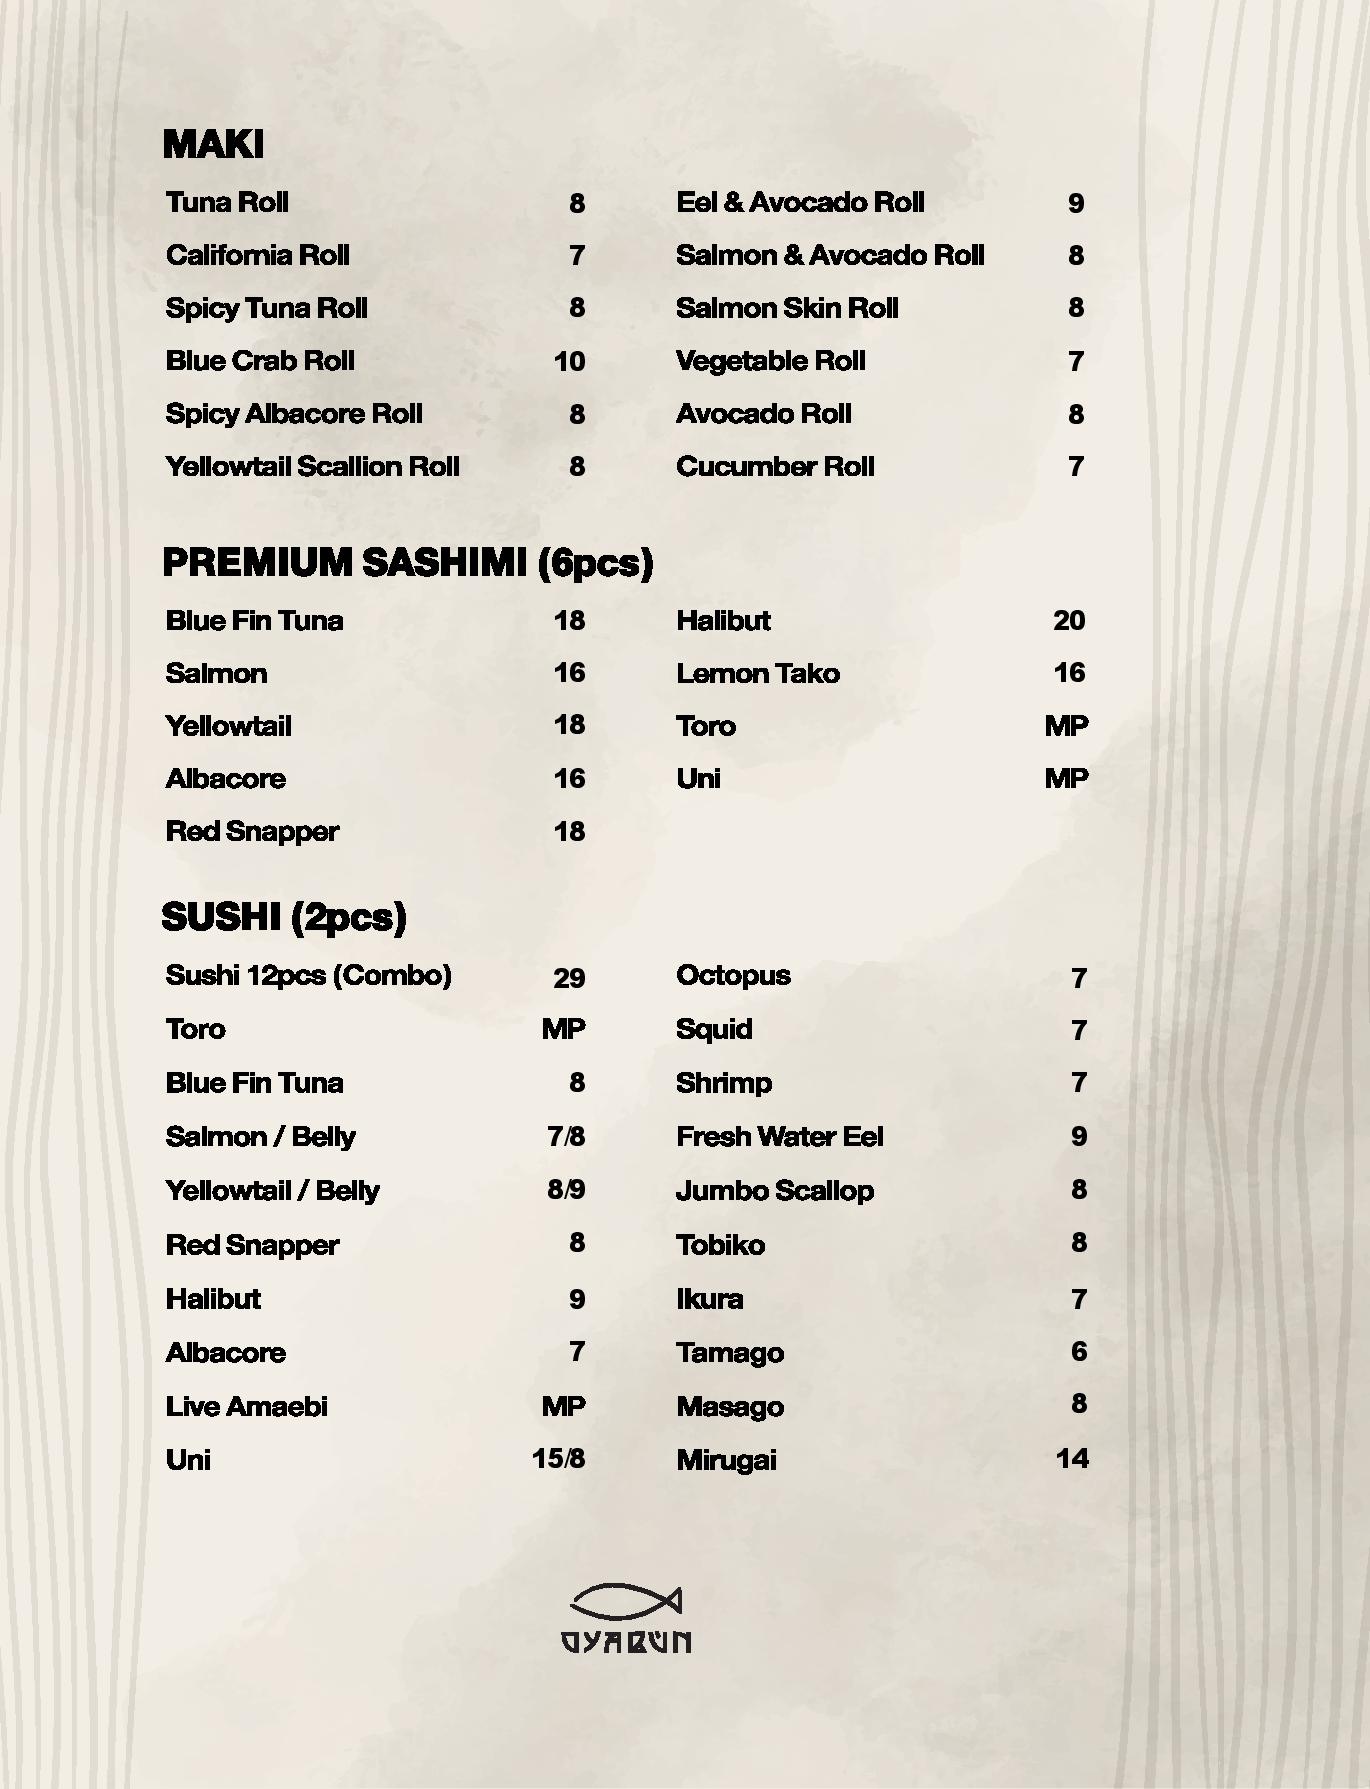 MAKI
Tuna Roll 8
California Roll 7
Spicy Tuna Roll 8
Blue Crab Roll 10
Spicy Albacore Roll 8
Yellowtail Scallion Roll 8
Eel & Avocado Roll 9
Salmon & Avocado Roll 8
Salmon Skin Roll 8
Vegetable Roll 7
Avocado Roll 8
Cucumber Roll 7
PREMIUM SASHIMI (6pcs)
Blue Fin Tuna 18
Salmon 16
Yellowtail 18
Albacore 16
Red Snapper 18
Halibut 20
Lemon Tako 16
Toro MP
Uni MP
SUSHI (2pcs)
Sushi 12pcs (Combo) 29
Toro MP
Blue Fin Tuna 8
Salmon / Belly 7/8
Yellowtail / Belly 8/9
Red Snapper 8
Halibut 9
Albacore 7
Live Amaebi MP
Uni 15/8
Octopus 7
Squid 7
Shrimp 7
Fresh Water Eel 9
Jumbo Scallop 8
Tobiko 8
Ikura 7
Tamago 6
Masago 8
Mirugai 14
OYABUN